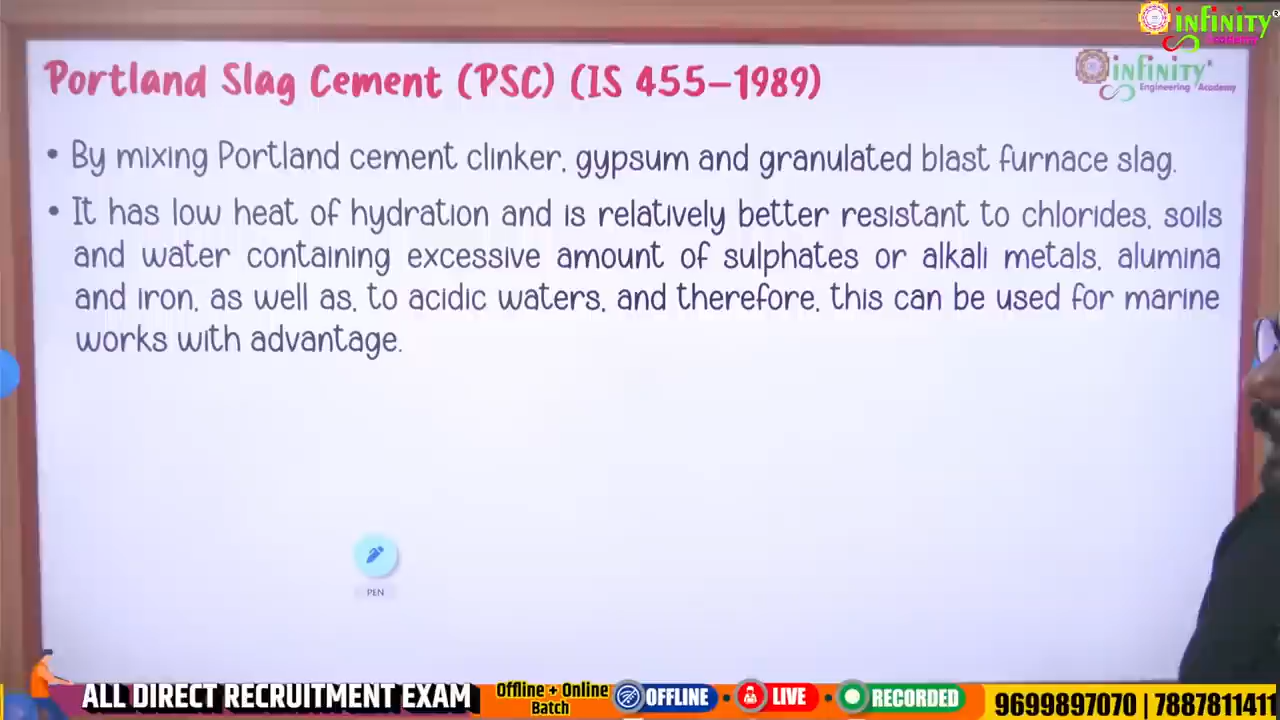 infinity
Academy
Portland Slag Cement (PSC) (IS 455–1989)
infinity
Engineering Academy
• By mixing Portland cement clinker, gypsum and granulated blast furnace slag.
• It has low heat of hydration and is relatively better resistant to chlorides, soils
and water containing excessive amount of sulphates or alkali metals, alumina
and iron, as well as, to acidic waters, and therefore, this can be used for marine
works with advantage.
PEN
ALL DIRECT RECRUITMENT EXAM
Offline + Online
Batch
OFFLINE
LIVE
RECORDED
9699897070 | 7887811411